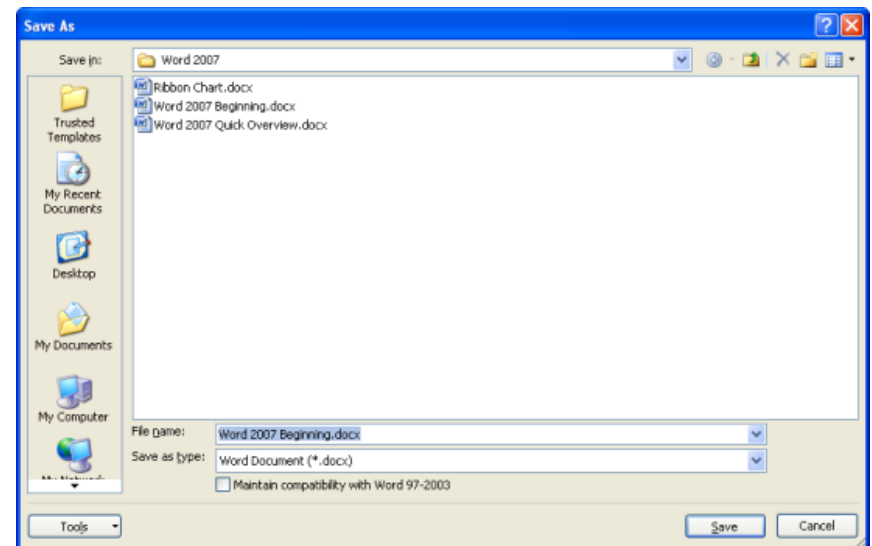 Save As
Save in:
Word 2007
Trusted
Templates
My Recent
Documents
Desktop
My Documents
My Computer
Ribbon Chart.docx
Word 2007 Beginning.docx
Word 2007 Quick Overview.docx
File name:
Word 2007 Beginning.docx
Save as type:
Word Document (*.docx)
Maintain compatibility with Word 97-2003
Tools
Save
Cancel